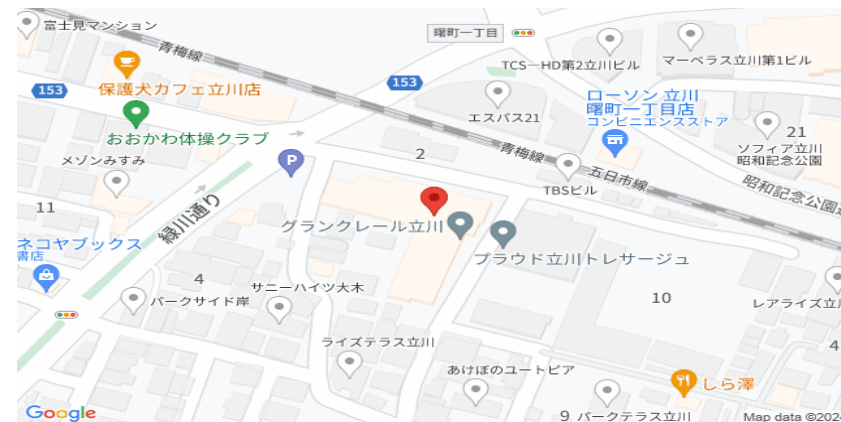 富士見マンション
曙町一丁目
青梅線
TCS―HD第2立川ビル
マーベラス立川第1ビル
153
保護犬カフェ立川店
153
ローソン 立川
曙町一丁目店
コンビニエンスストア
エスパス21
おおかわ体操クラブ
21
ソフィア立川
昭和記念公園
メゾンみすみ
P
2
青梅線
五日市線
TBSビル
昭和記念公園通
11
緑川通り
グランクレール立川
プラウド立川トレサージュ
ネコヤブックス
書店
4
サニーハイツ大木
パークサイド岸
10
レアライズ立川
ライズテラス立川
4
あけぼのユートピア
しら澤
Google
9
パークテラス立川
Map data ©2024